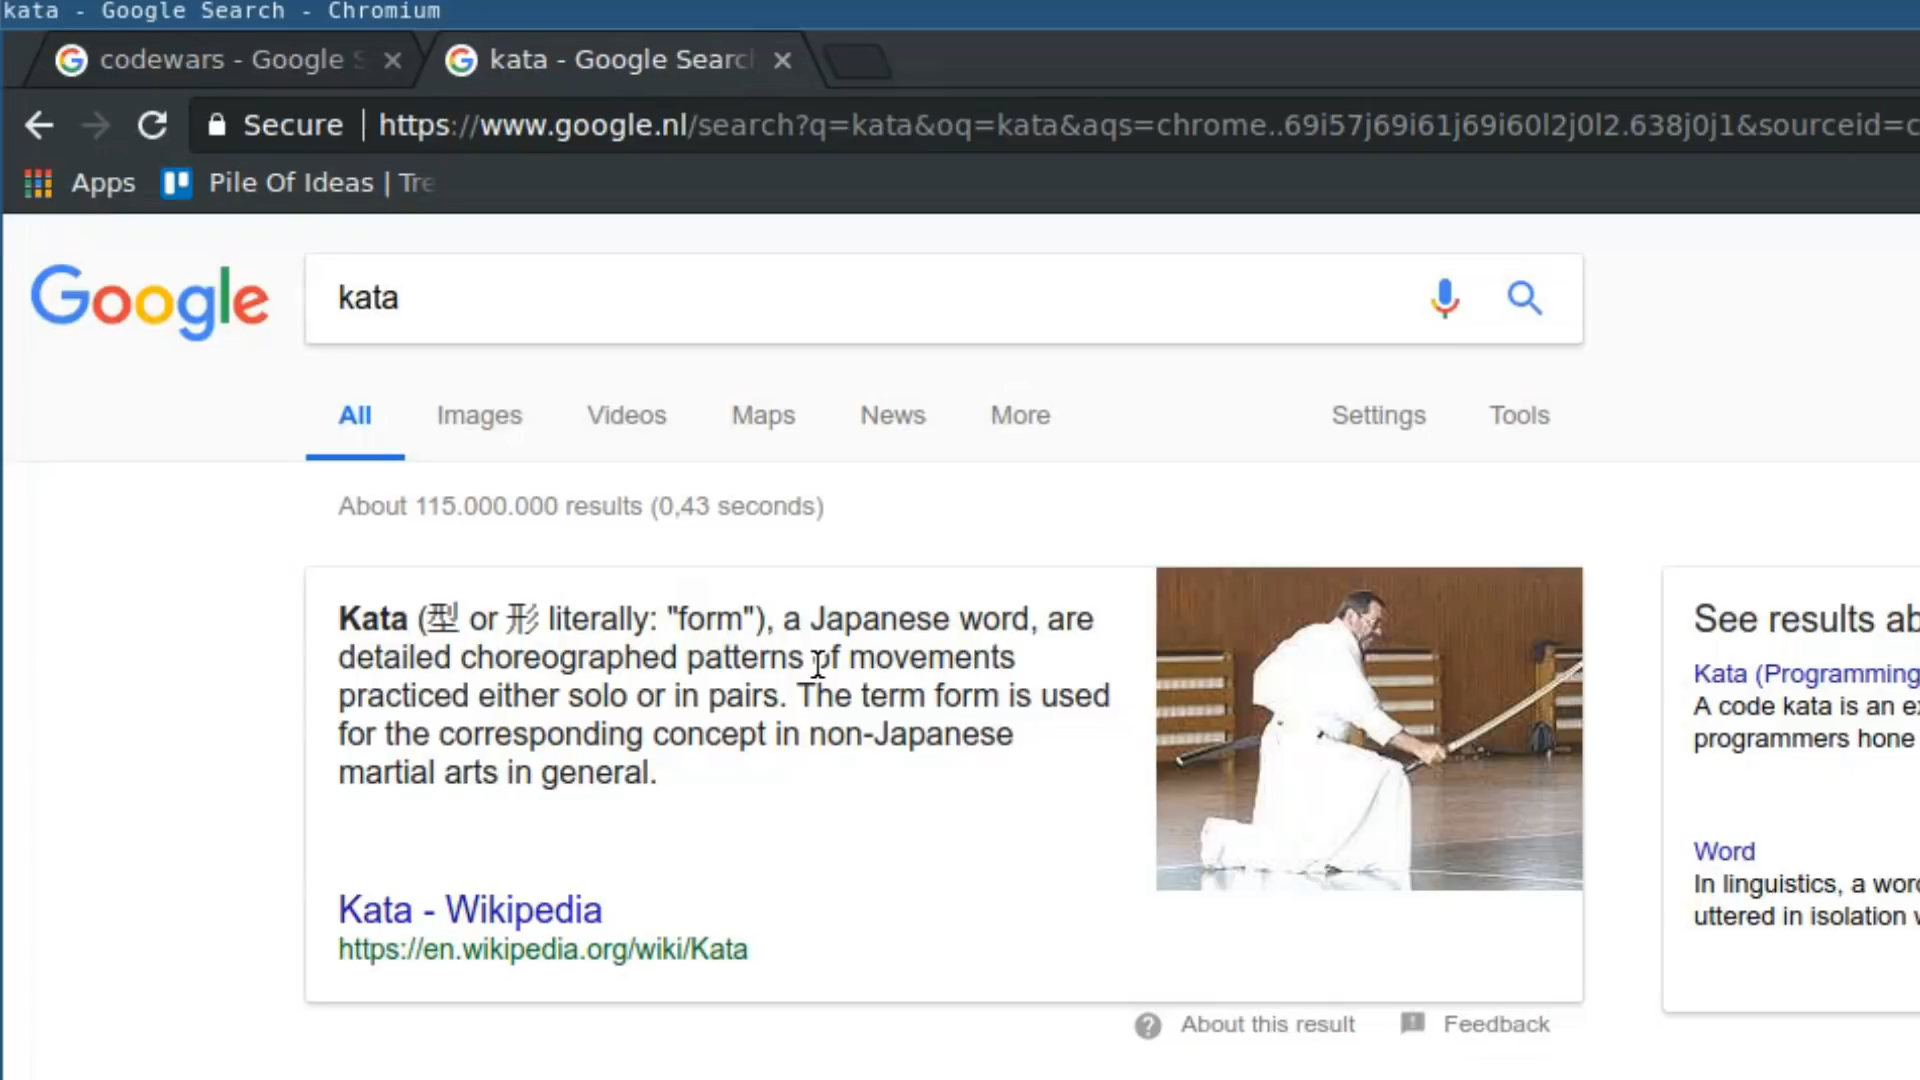 kata - Google Search - Chromium
codewars - Google S
kata - Google Search
Secure | https://www.google.nl/search?q=kata&oq=kata&aqs=chrome..69i57j69i61j69i60l2j0l2.638j0j1&sourceid=c
Apps Pile Of Ideas | Tre
Google
kata
All Images Videos Maps News More Settings Tools
About 115.000.000 results (0,43 seconds)
Kata (型 or 形 literally: "form"), a Japanese word, are
detailed choreographed patterns of movements
practiced either solo or in pairs. The term form is used
for the corresponding concept in non-Japanese
martial arts in general.
Kata - Wikipedia
https://en.wikipedia.org/wiki/Kata
See results ab
Kata (Programming
A code kata is an ex
programmers hone
Word
In linguistics, a word
uttered in isolation w
About this result Feedback